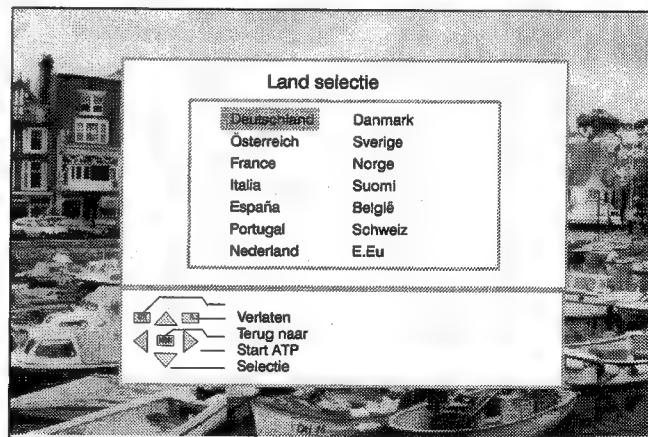 Land selectie
Deutschland Danmark
Österreich Sverige
France Norge
Italia Suomi
España België
Portugal Schweiz
Nederland E.Eu
Verlaten
Terug naar
Start ATP
Selectie